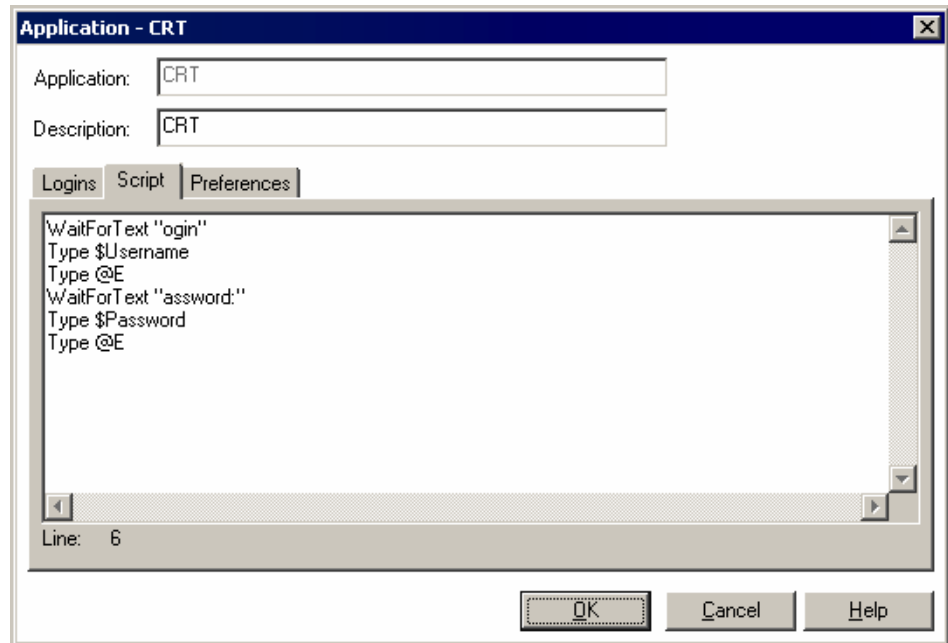 Application - CRT
Application: CRT
Description: CRT
Logins Script Preferences
WaitForText "ogin"
Type $Username
Type @E
WaitForText "assword:"
Type $Password
Type @E
Line: 6
OK Cancel Help